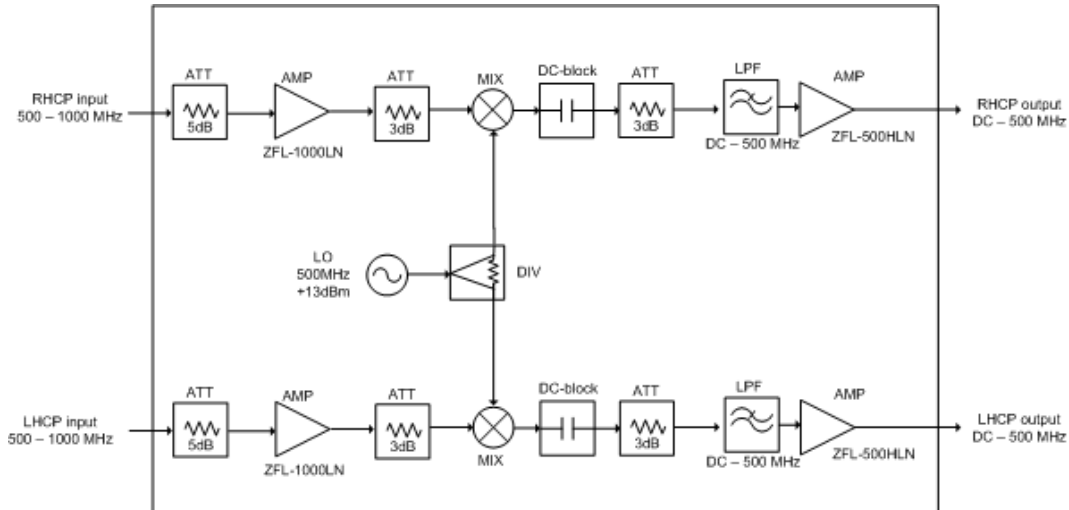 ATT
AMP
ATT
MIX
DC-block
ATT
LPF
AMP
RHCP input
500 – 1000 MHz
5dB
3dB
3dB
RHCP output
DC – 500 MHz
ZFL-1000LN
DC – 500 MHz
ZFL-500HLN
LO
500MHz
+13dBm
DIV
ATT
AMP
ATT
DC-block
ATT
LPF
AMP
LHCP input
500 – 1000 MHz
5dB
3dB
3dB
LHCP output
DC – 500 MHz
ZFL-1000LN
MIX
DC – 500 MHz
ZFL-500HLN